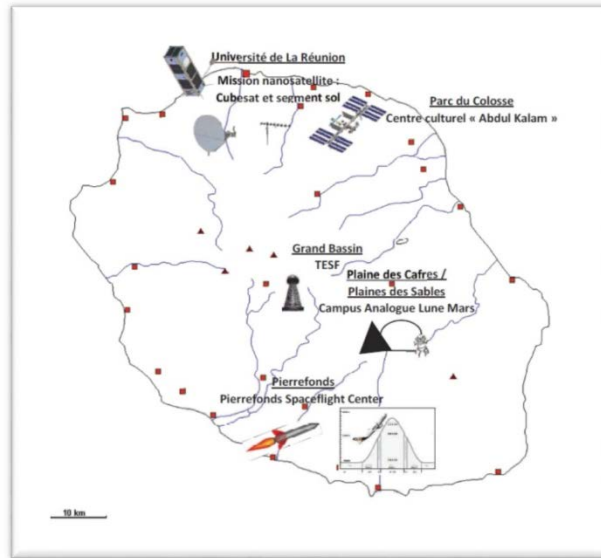 Université de La Réunion
Mission nanosatellite :
Cubesat et segment sol
Parc du Colosse
Centre culturel « Abdul Kalam »
Grand Bassin
TESF
Plaine des Cafres /
Plaines des Sables
Campus Analogue Lune Mars
Pierrefonds
Pierrefonds Spaceflight Center
10 km